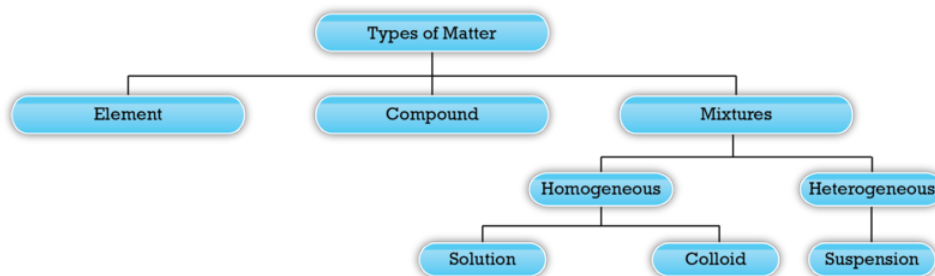 Types of Matter
Element
Compound
Mixtures
Homogeneous
Heterogeneous
Solution
Colloid
Suspension